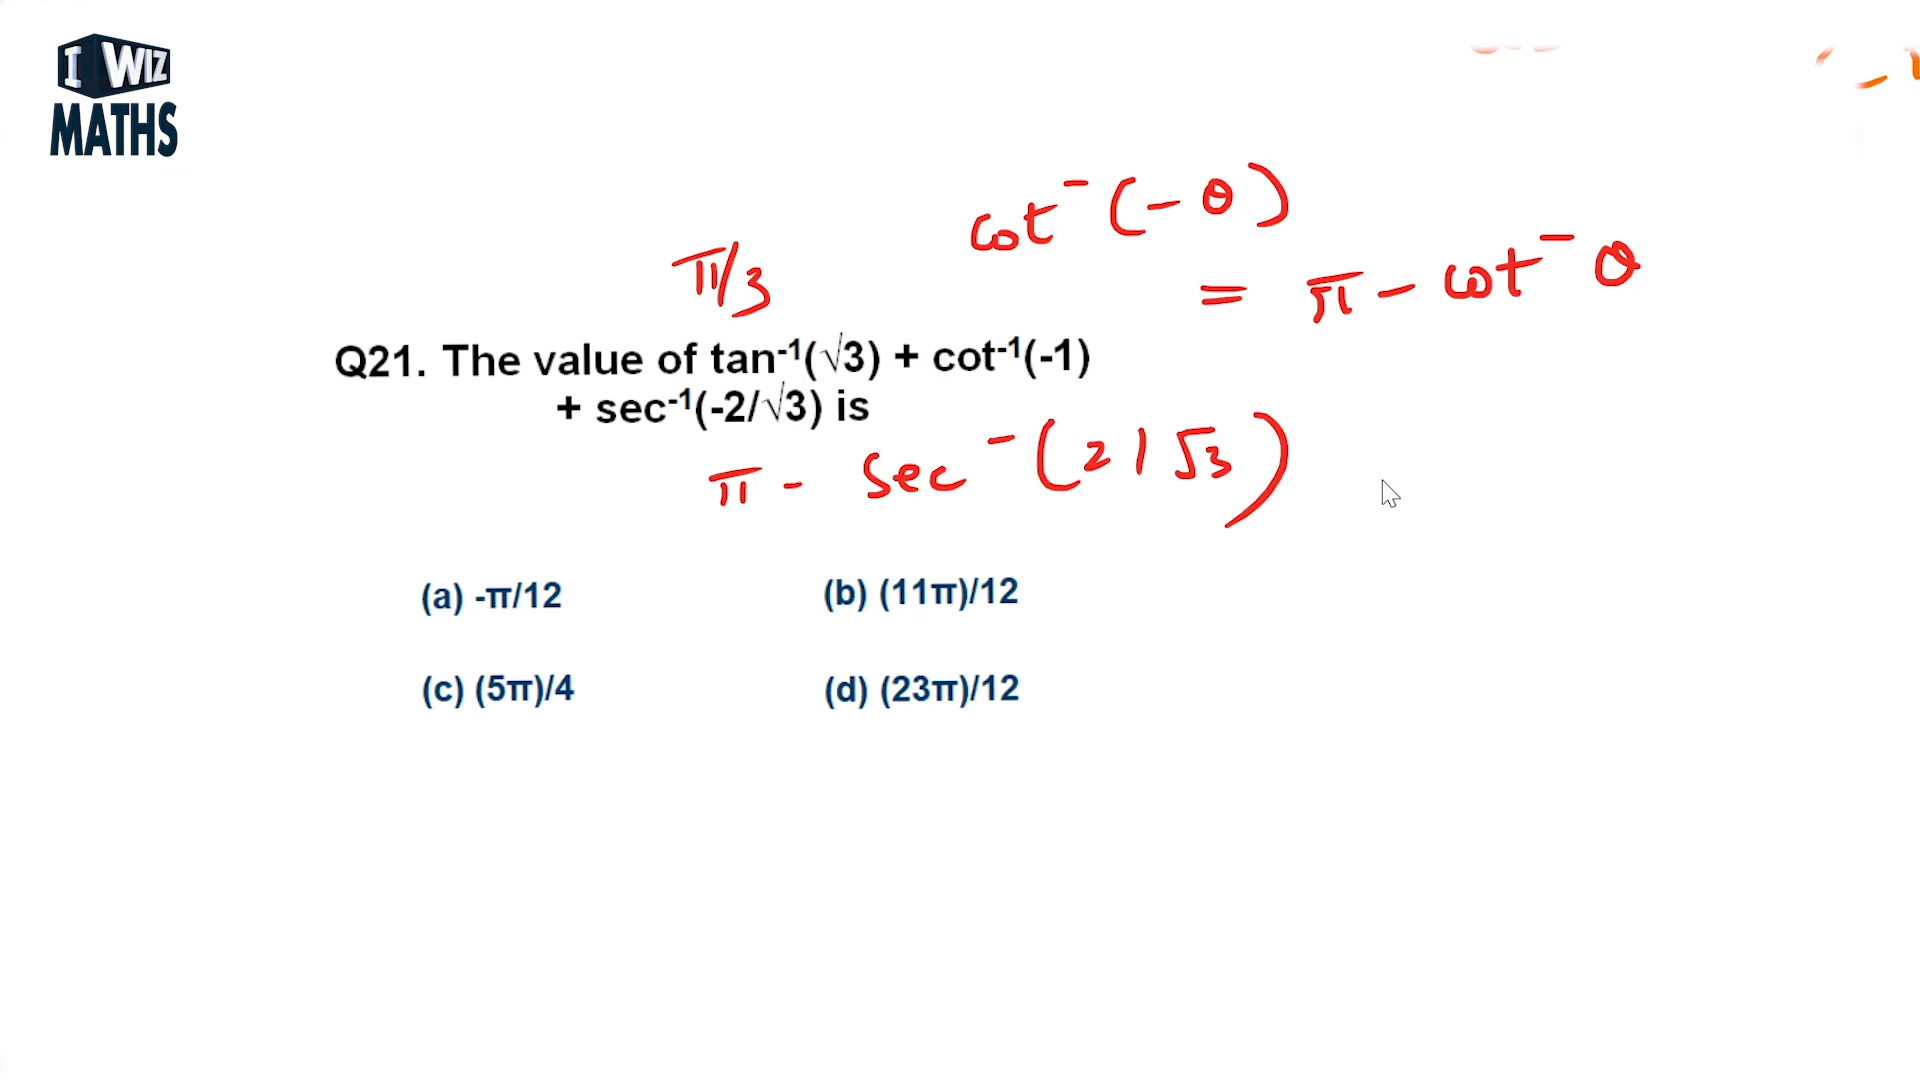 I WIZ
MATHS
cot⁻(-θ)
π/3
= π - cot⁻ θ
Q21. The value of tan⁻¹(√3) + cot⁻¹(-1)
+ sec⁻¹(-2/√3) is
π - sec⁻(2/√3)
(a) -π/12
(b) (11π)/12
(c) (5π)/4
(d) (23π)/12